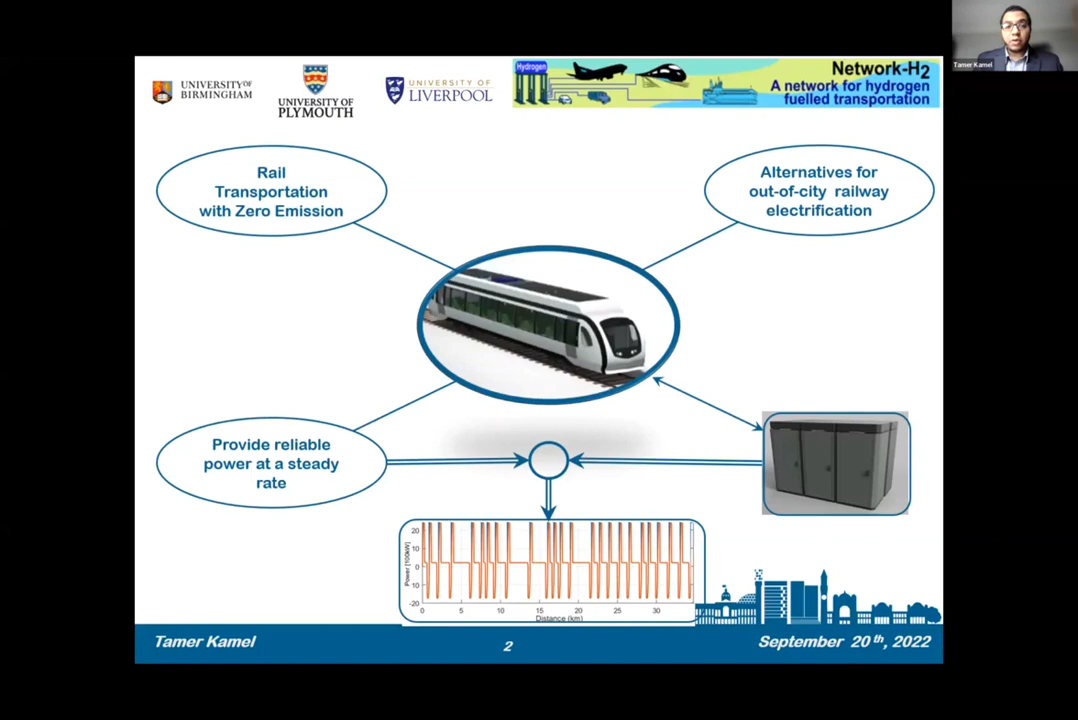 Tamer Kamel
UNIVERSITY OF
BIRMINGHAM
UNIVERSITY OF
PLYMOUTH
UNIVERSITY OF
LIVERPOOL
Hydrogen
Network-H2
A network for hydrogen
fuelled transportation
Rail
Transportation
with Zero Emission
Alternatives for
out-of-city railway
electrification
Provide reliable
power at a steady
rate
Power [100kW]
20
10
0
10
-20
0 5 10 15 20 25 30
Distance (km)
Tamer Kamel
2
September 20th, 2022